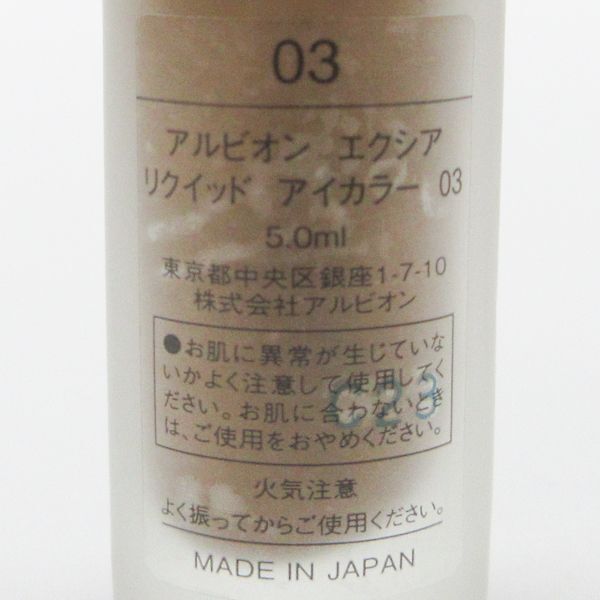 03
アルビオン エクシア
リクイッド アイカラー 03
5.0ml
東京都中央区銀座1-7-10
株式会社アルビオン
●お肌に異常が生じていな
いかよく注意して使用してく
ださい。お肌に合わないとき
は、ご使用をおやめください。
C23
火気注意
よく振ってからご使用ください。
MADE IN JAPAN